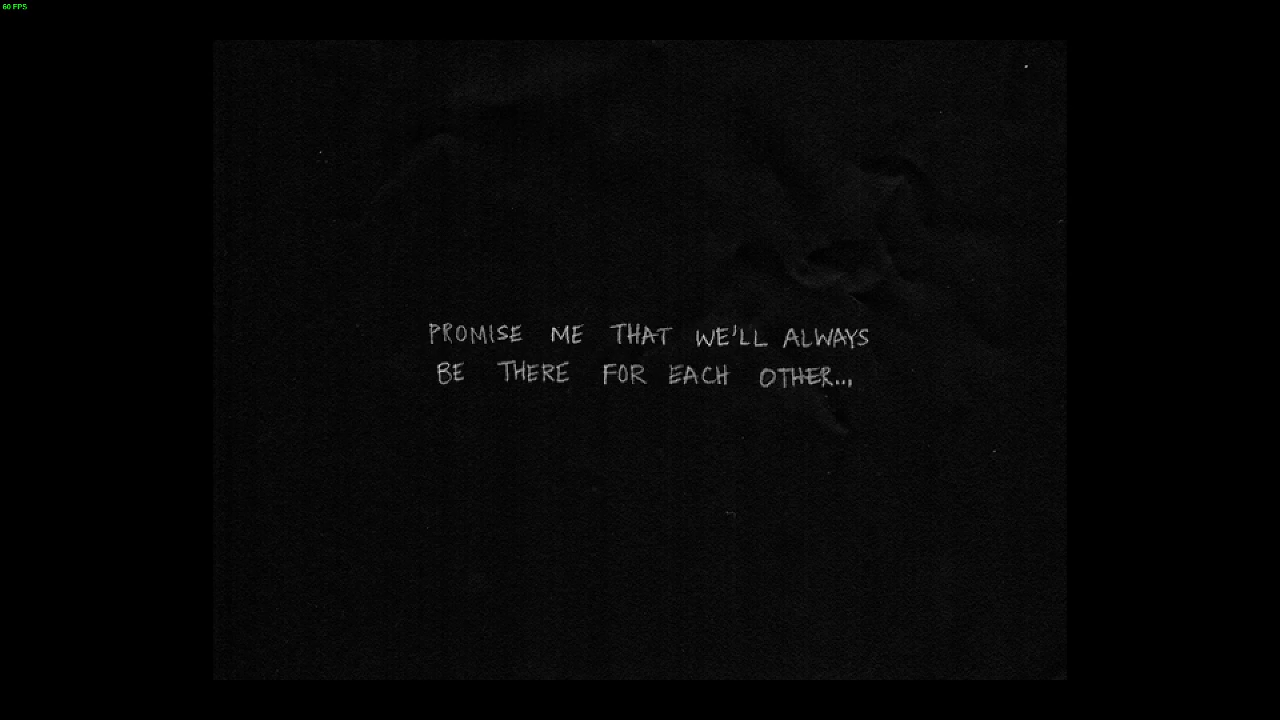 60 FPS
PROMISE ME THAT WE'LL ALWAYS
BE THERE FOR EACH OTHER...